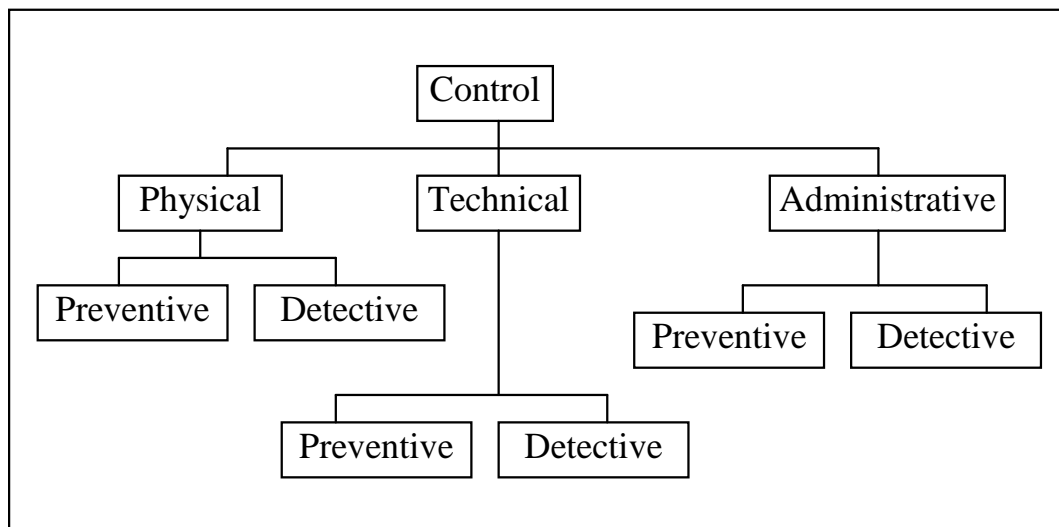 Control
Physical
Technical
Administrative
Preventive
Detective
Preventive
Detective
Preventive
Detective